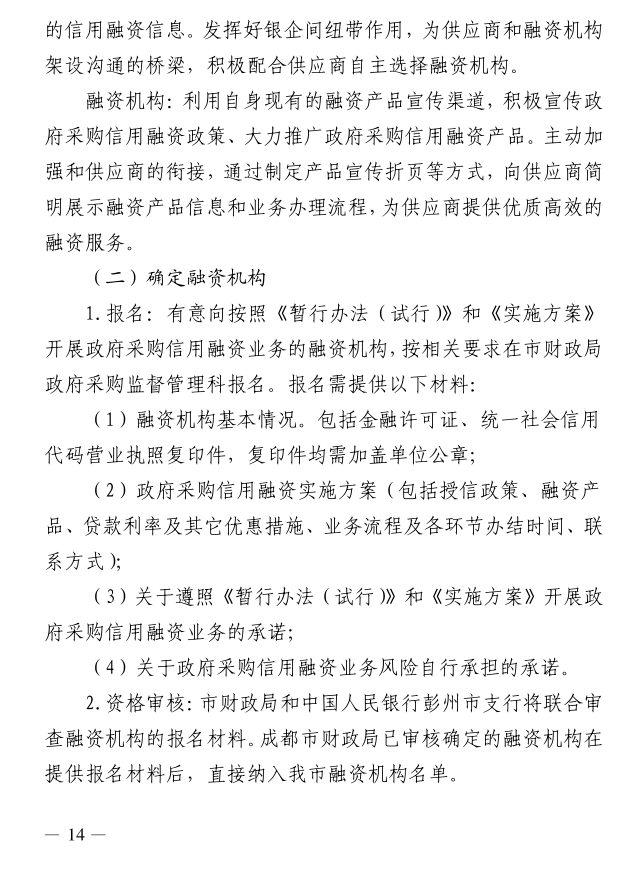 的信用融资信息。发挥好银企间纽带作用，为供应商和融资机构
架设沟通的桥梁，积极配合供应商自主选择融资机构。
融资机构：利用自身现有的融资产品宣传渠道，积极宣传政
府采购信用融资政策、大力推广政府采购信用融资产品。主动加
强和供应商的衔接，通过制定产品宣传折页等方式，向供应商简
明展示融资产品信息和业务办理流程，为供应商提供优质高效的
融资服务。
（二）确定融资机构
1.报名：有意向按照《暂行办法（试行）》和《实施方案》
开展政府采购信用融资业务的融资机构，按相关要求在市财政局
政府采购监督管理科报名。报名需提供以下材料：
（1）融资机构基本情况。包括金融许可证、统一社会信用
代码营业执照复印件，复印件均需加盖单位公章；
（2）政府采购信用融资实施方案（包括授信政策、融资产
品、贷款利率及其它优惠措施、业务流程及各环节办结时间、联
系方式）；
（3）关于遵照《暂行办法（试行）》和《实施方案》开展政
府采购信用融资业务的承诺；
（4）关于政府采购信用融资业务风险自行承担的承诺。
2.资格审核：市财政局和中国人民银行彭州市支行将联合审
查融资机构的报名材料。成都市财政局已审核确定的融资机构在
提供报名材料后，直接纳入我市融资机构名单。
— 14 —